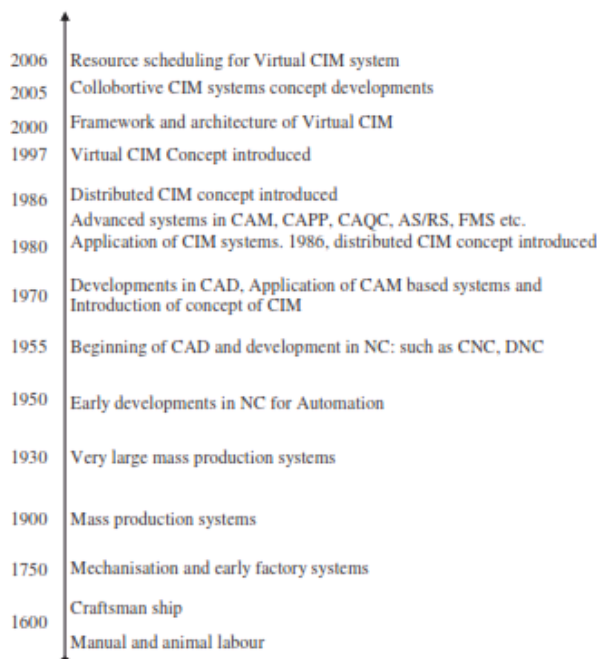 2006 Resource scheduling for Virtual CIM system
2005 Collobortive CIM systems concept developments
2000 Framework and architecture of Virtual CIM
1997 Virtual CIM Concept introduced
1986 Distributed CIM concept introduced
Advanced systems in CAM, CAPP, CAQC, AS/RS, FMS etc.
1980 Application of CIM systems. 1986, distributed CIM concept introduced
1970 Developments in CAD, Application of CAM based systems and
Introduction of concept of CIM
1955 Beginning of CAD and development in NC: such as CNC, DNC
1950 Early developments in NC for Automation
1930 Very large mass production systems
1900 Mass production systems
1750 Mechanisation and early factory systems
Craftsman ship
1600
Manual and animal labour